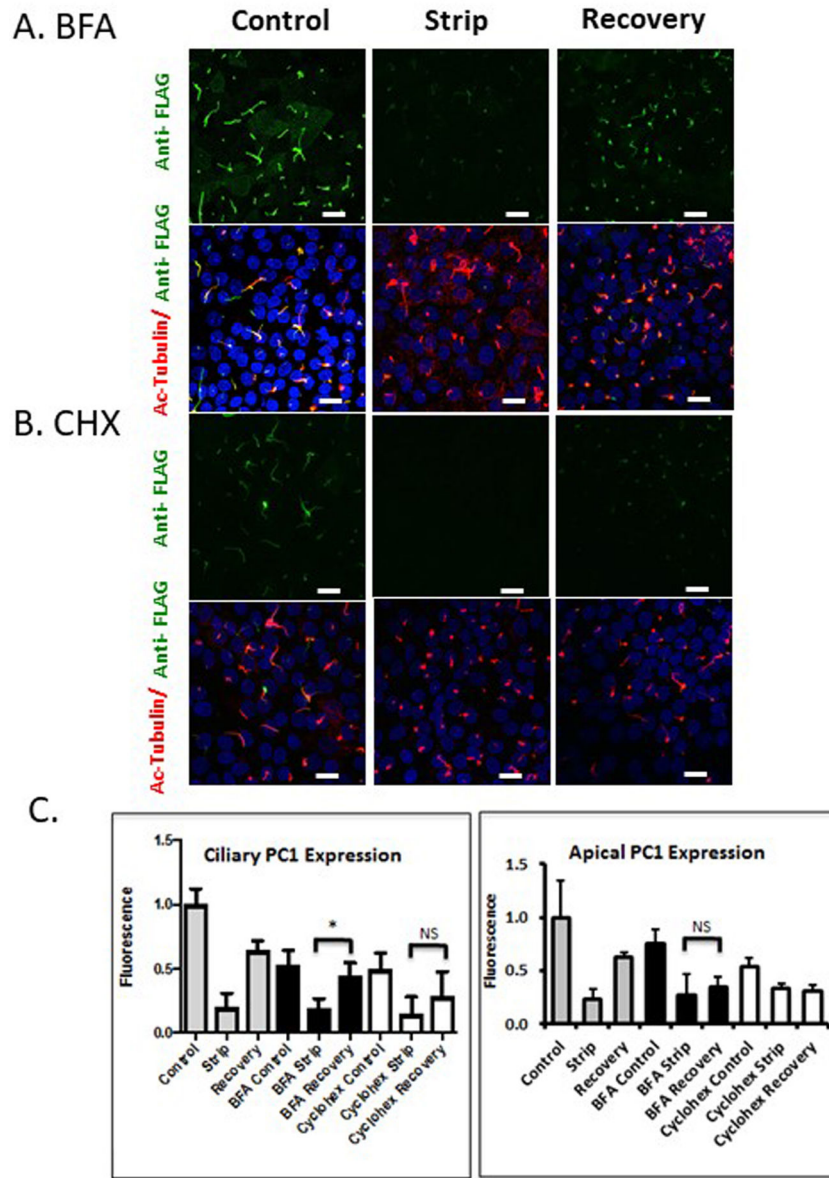 A. BFA
Control Strip Recovery
Anti- FLAG
Ac-Tubulin/ Anti- FLAG
B. CHX
Anti- FLAG
Ac-Tubulin/ Anti- FLAG
C.
Ciliary PC1 Expression
Fluorescence
1.5
1.0
0.5
0.0
*
NS
Control
Strip
Recovery
BFA Control
BFA Strip
BFA Recovery
Cyclohex Control
Cyclohex Strip
Cyclohex Recovery
Apical PC1 Expression
Fluorescence
1.5
1.0
0.5
0.0
NS
Control
Strip
Recovery
BFA Control
BFA Strip
BFA Recovery
Cyclohex Control
Cyclohex Strip
Cyclohex Recovery